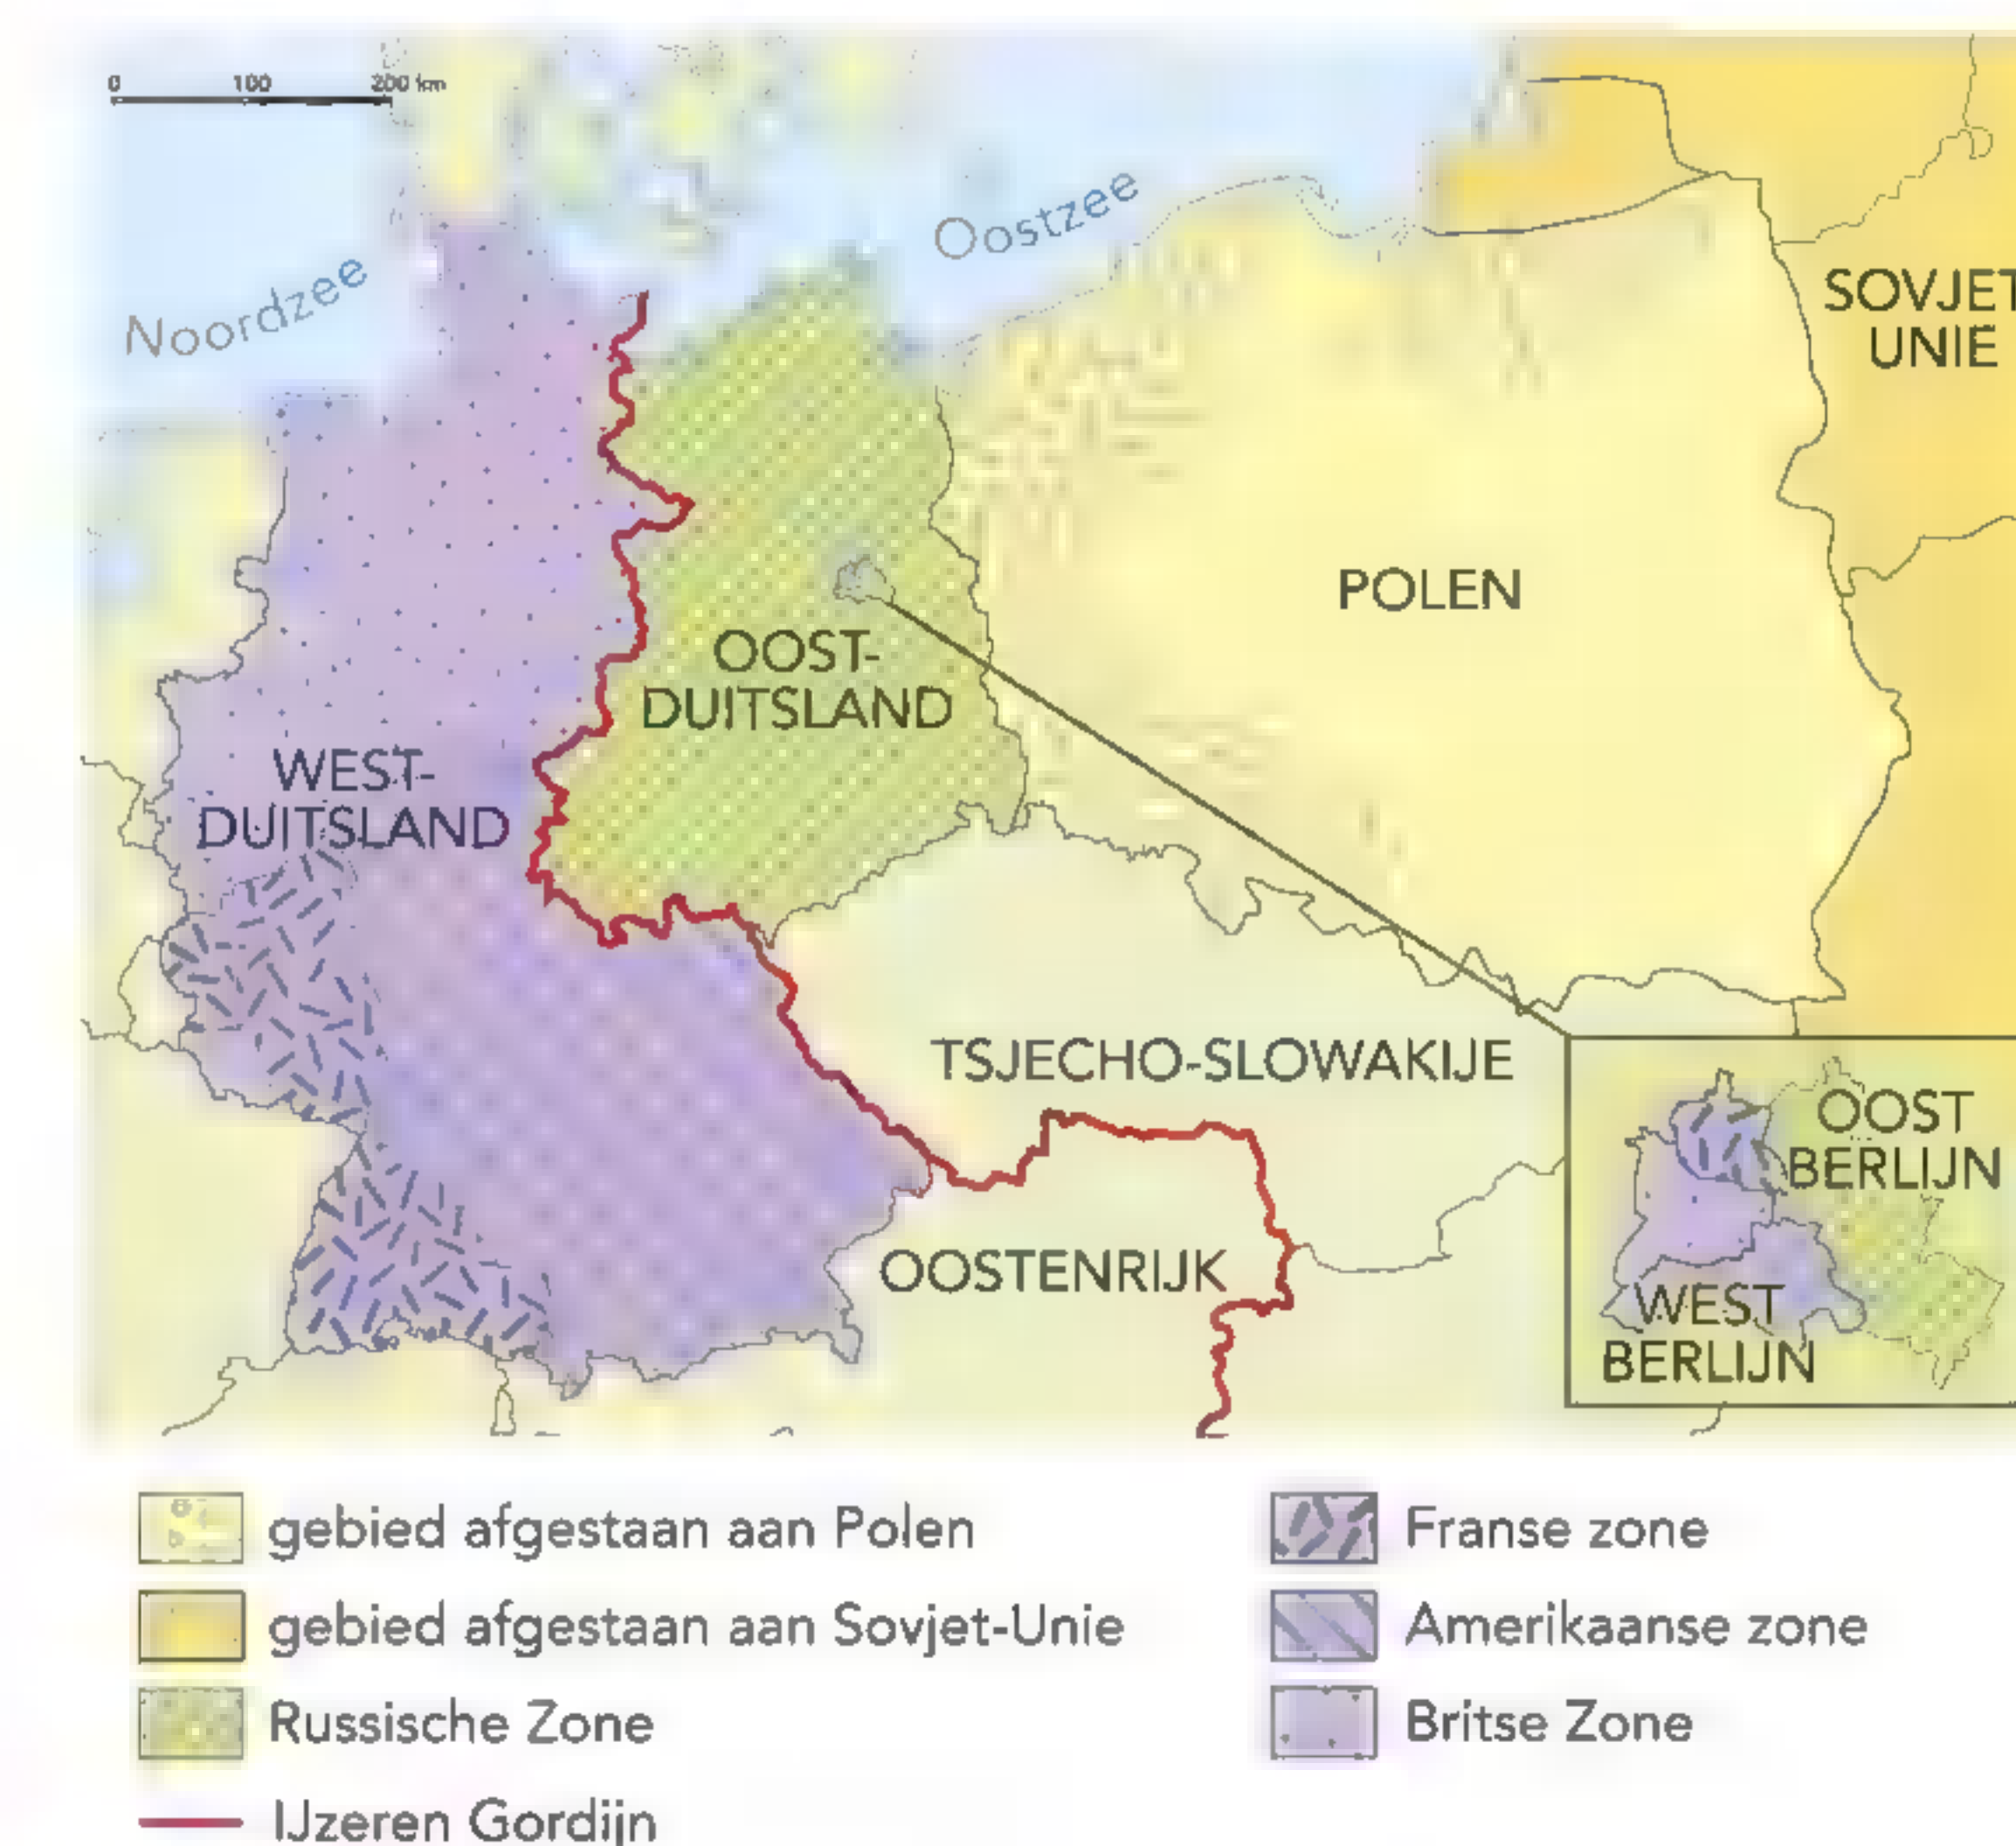 0 100 200 km
Noordzee
Oostzee
SOVJET
UNIE
POLEN
OOST-
DUITSLAND
WEST-
DUITSLAND
TSJECHO-SLOWAKIJE
OOSTENRIJK
OOST
BERLIJN
WEST
BERLIJN
gebied afgestaan aan Polen
gebied afgestaan aan Sovjet-Unie
Russische Zone
IJzeren Gordijn
Franse zone
Amerikaanse zone
Britse Zone